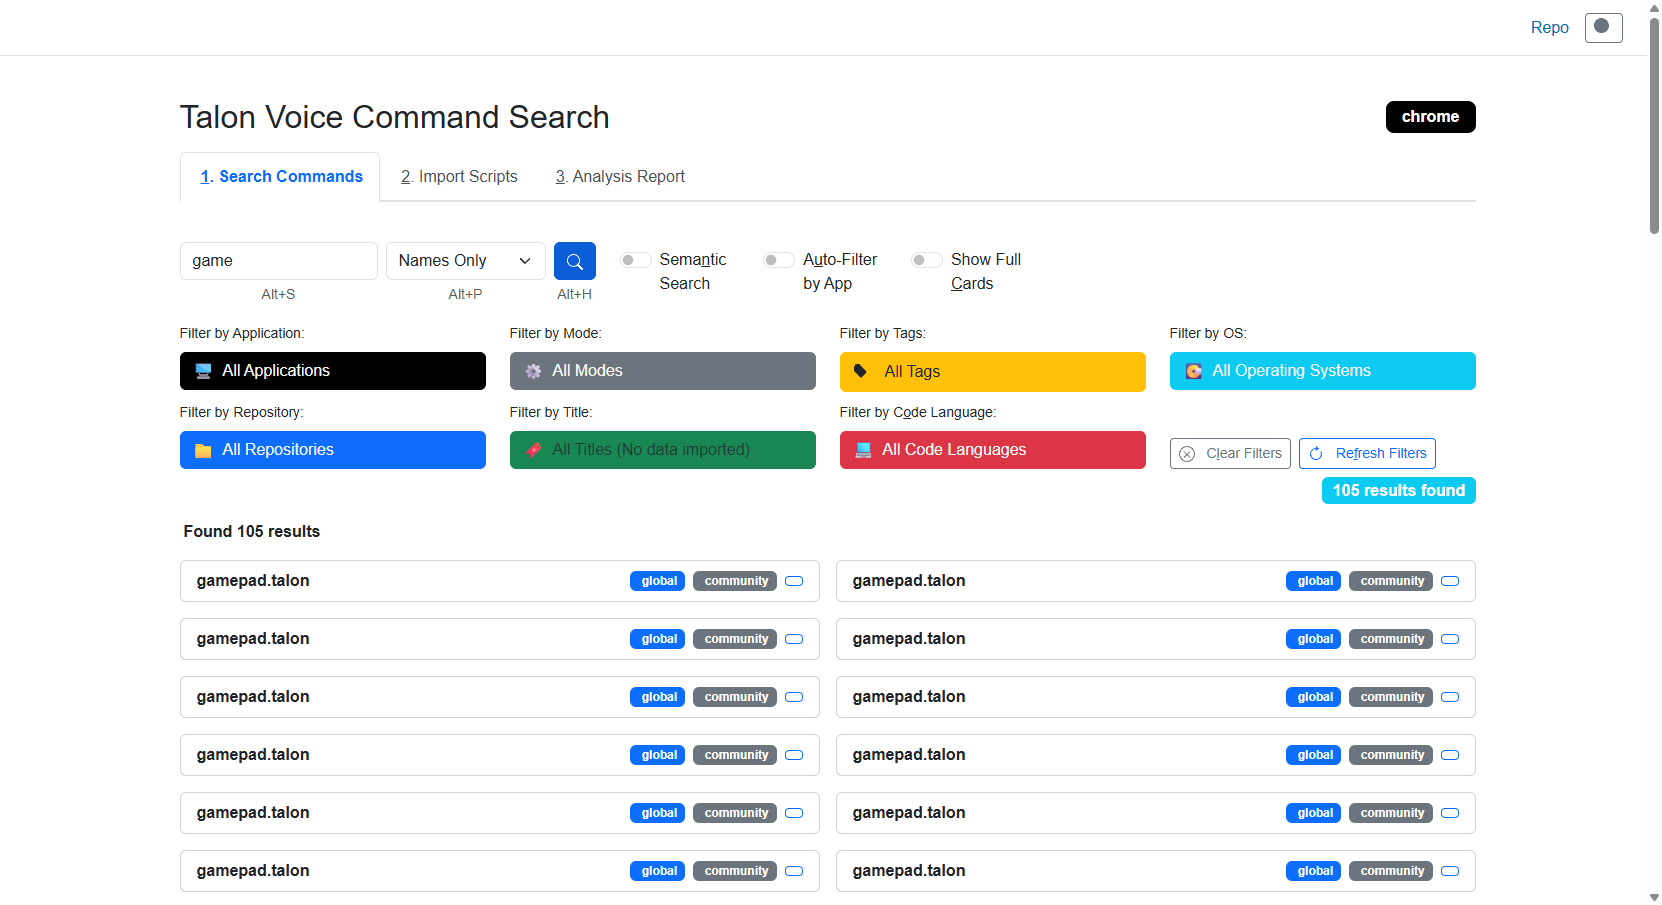 Repo
Talon Voice Command Search
chrome
1. Search Commands
2. Import Scripts
3. Analysis Report
game
Names Only
Semantic Search
Auto-Filter by App
Show Full Cards
Alt+S
Alt+P
Alt+H
Filter by Application:
Filter by Mode:
Filter by Tags:
Filter by OS:
All Applications
All Modes
All Tags
All Operating Systems
Filter by Repository:
Filter by Title:
Filter by Code Language:
All Repositories
All Titles (No data imported)
All Code Languages
Clear Filters
Refresh Filters
105 results found
Found 105 results
gamepad.talon global community
gamepad.talon global community
gamepad.talon global community
gamepad.talon global community
gamepad.talon global community
gamepad.talon global community
gamepad.talon global community
gamepad.talon global community
gamepad.talon global community
gamepad.talon global community
gamepad.talon global community
gamepad.talon global community